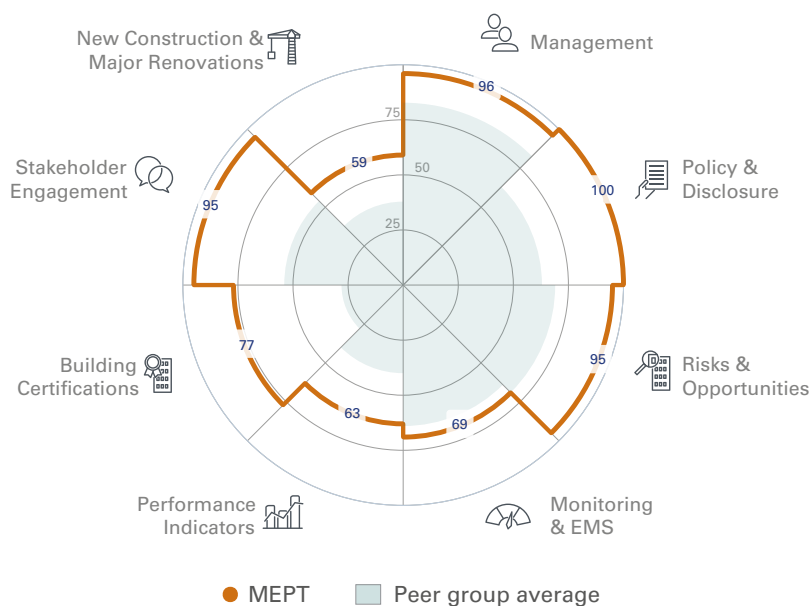 New Construction &
Major Renovations
Management
96
75
59
50
Stakeholder
Engagement
Policy &
Disclosure
100
95
25
Building
Certifications
77
95
Risks &
Opportunities
63
69
Performance
Indicators
Monitoring
& EMS
MEPT
Peer group average